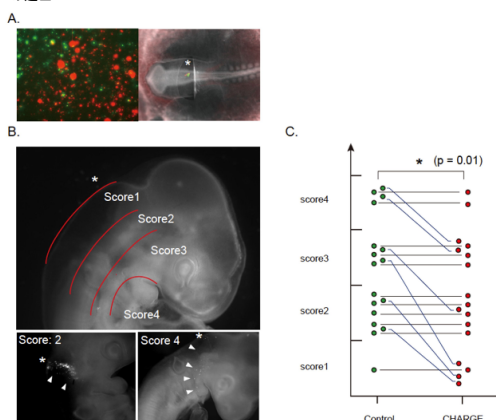 A.
*
B.
*
Score1
Score2
Score3
Score4
Score: 2
*
Score 4
*
C.
* (p = 0.01)
score4
score3
score2
score1
Control
CHARGE